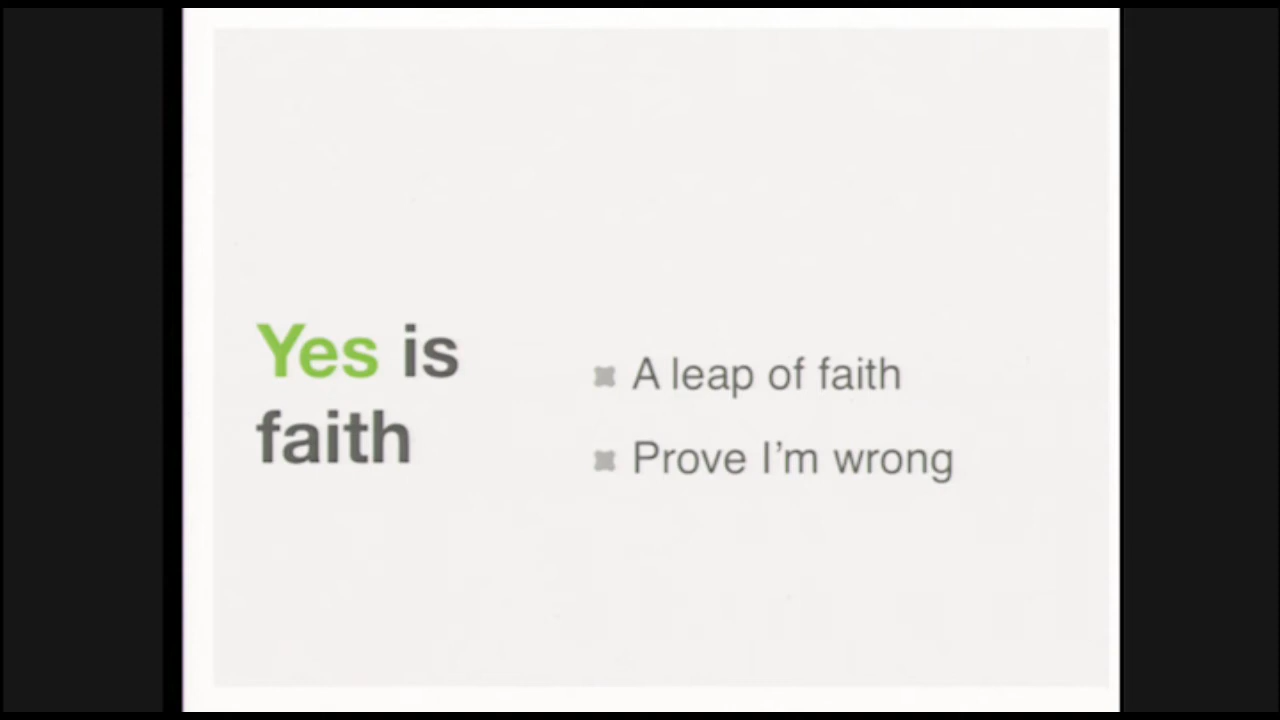 Yes is
faith
A leap of faith
Prove I’m wrong